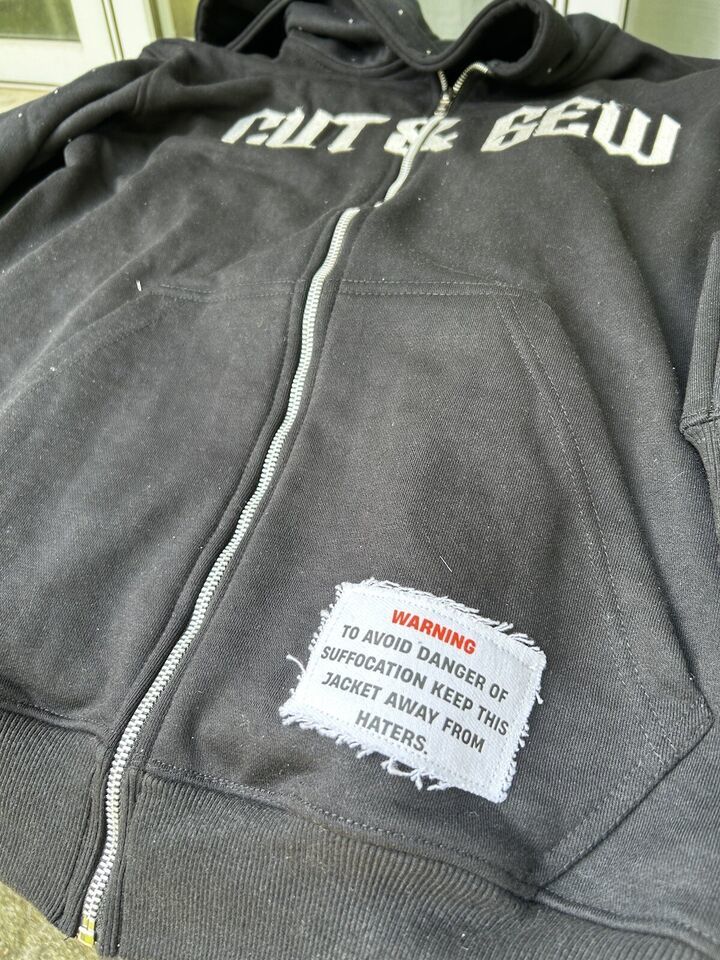 CUT & SEW
WARNING
TO AVOID DANGER OF
SUFFOCATION KEEP THIS
JACKET AWAY FROM
HATERS.